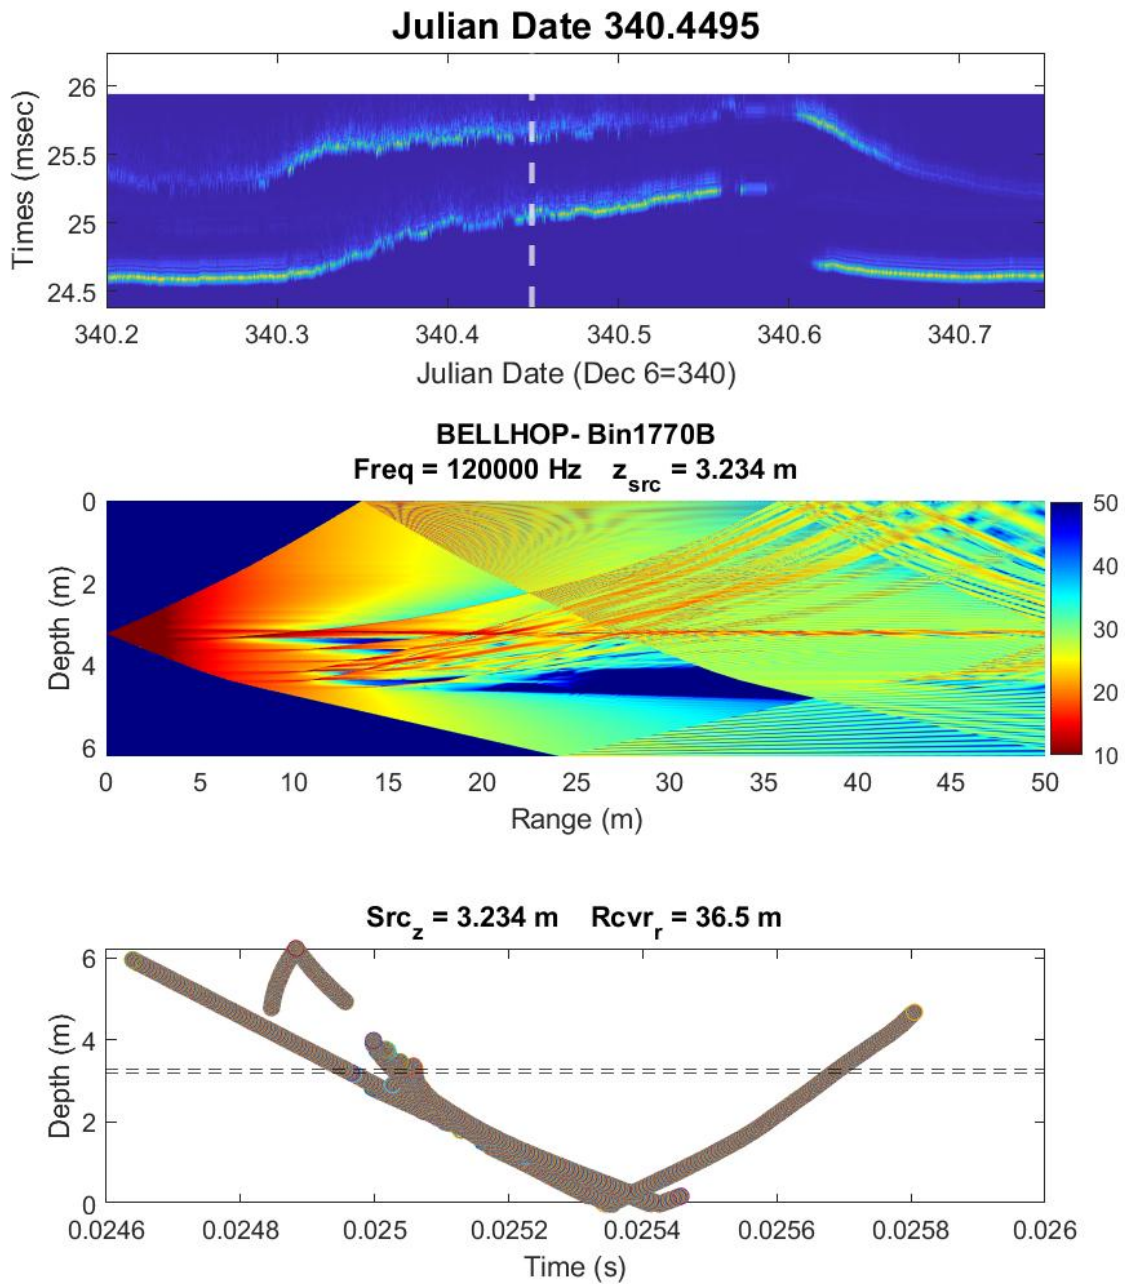 Julian Date 340.4495
Times (msec)
26
25.5
25
24.5
340.2 340.3 340.4 340.5 340.6 340.7
Julian Date (Dec 6=340)
BELLHOP- Bin1770B
Freq = 120000 Hz z_src = 3.234 m
Depth (m)
0
2
4
6
0 5 10 15 20 25 30 35 40 45 50
Range (m)
50
40
30
20
10
Src_z = 3.234 m Rcvr_r = 36.5 m
Depth (m)
6
4
2
0
0.0246 0.0248 0.025 0.0252 0.0254 0.0256 0.0258 0.026
Time (s)